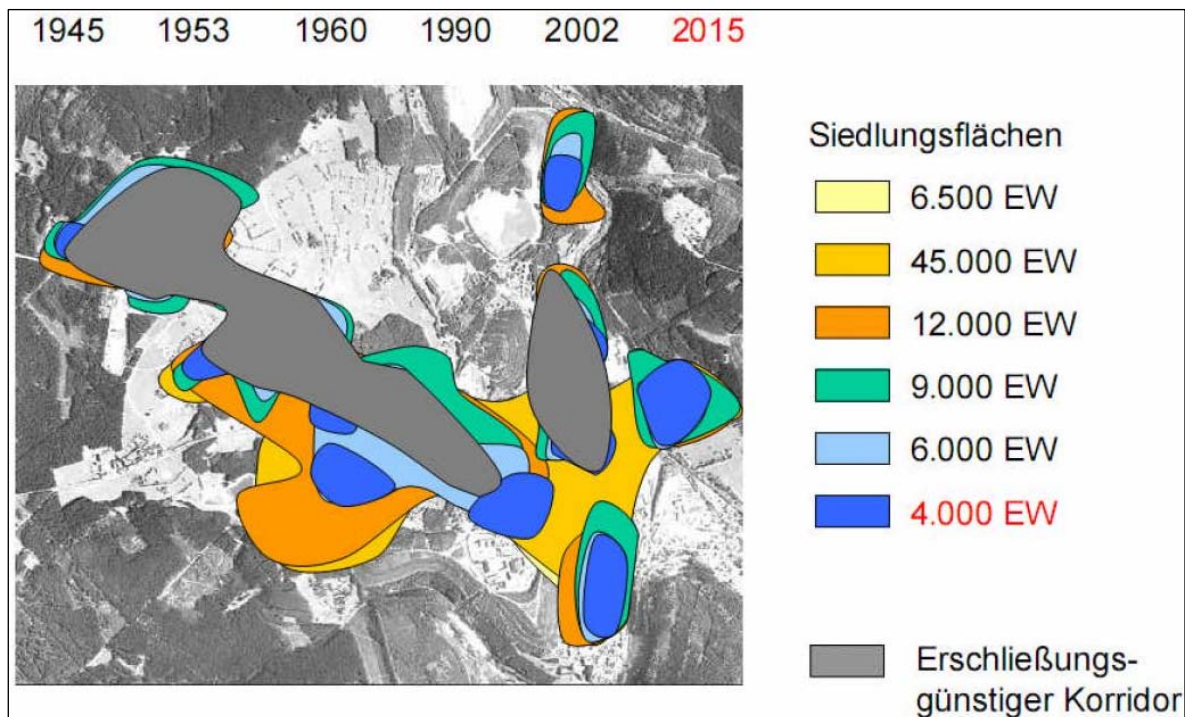 1945 1953 1960 1990 2002 2015
Siedlungsflächen
6.500 EW
45.000 EW
12.000 EW
9.000 EW
6.000 EW
4.000 EW
Erschließungs-
günstiger Korridor